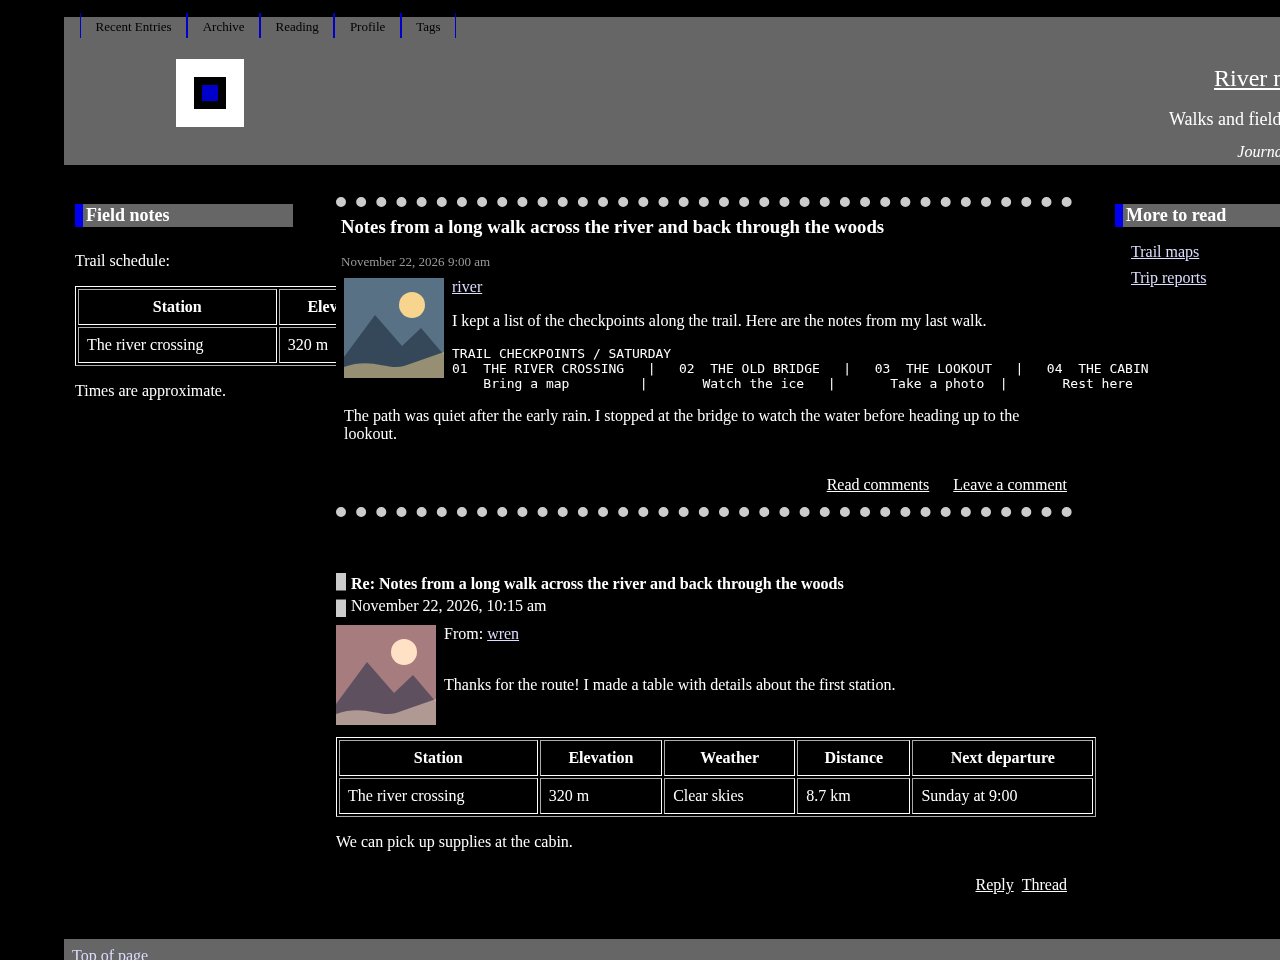 Recent Entries Archive Reading Profile Tags
River
Walks and field
Field notes
Trail schedule:
Station
The river crossing 320 m
Times are approximate.
Notes from a long walk across the river and back through the woods
November 22, 2026 9:00 am
river
I kept a list of the checkpoints along the trail. Here are the notes from my last walk.
TRAIL CHECKPOINTS / SATURDAY
01  THE RIVER CROSSING   |   02  THE OLD BRIDGE   |   03  THE LOOKOUT   |   04  THE CABIN
Bring a map         |       Watch the ice   |       Take a photo  |       Rest here
The path was quiet after the early rain. I stopped at the bridge to watch the water before heading up to the
lookout.
Read comments Leave a comment
Re: Notes from a long walk across the river and back through the woods
November 22, 2026, 10:15 am
From: wren
Thanks for the route! I made a table with details about the first station.
Station Elevation Weather Distance Next departure
The river crossing 320 m Clear skies 8.7 km Sunday at 9:00
We can pick up supplies at the cabin.
Reply Thread
More to read
Trail maps
Trip reports
Top of page